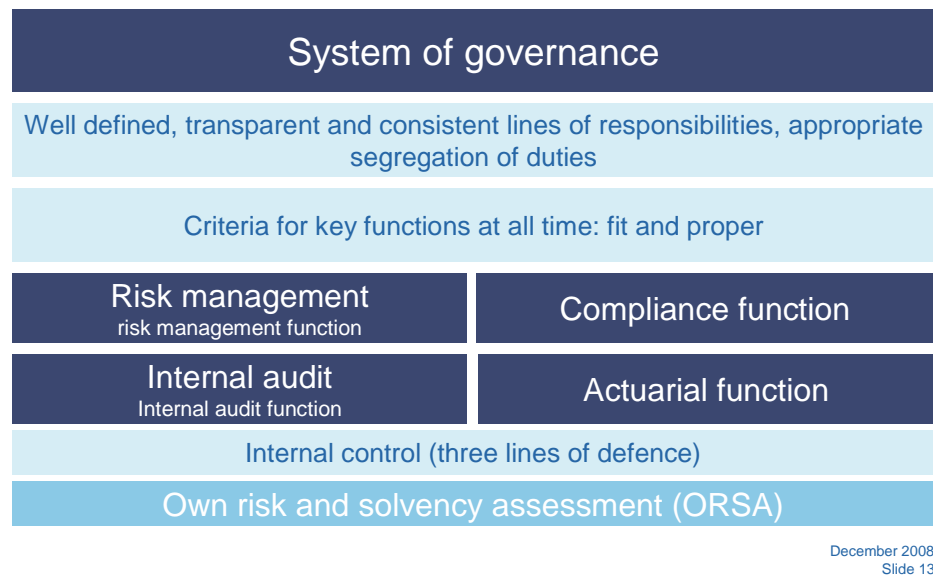 System of governance
Well defined, transparent and consistent lines of responsibilities, appropriate
segregation of duties
Criteria for key functions at all time: fit and proper
Risk management
risk management function
Compliance function
Internal audit
Internal audit function
Actuarial function
Internal control (three lines of defence)
Own risk and solvency assessment (ORSA)
December 2008
Slide 13